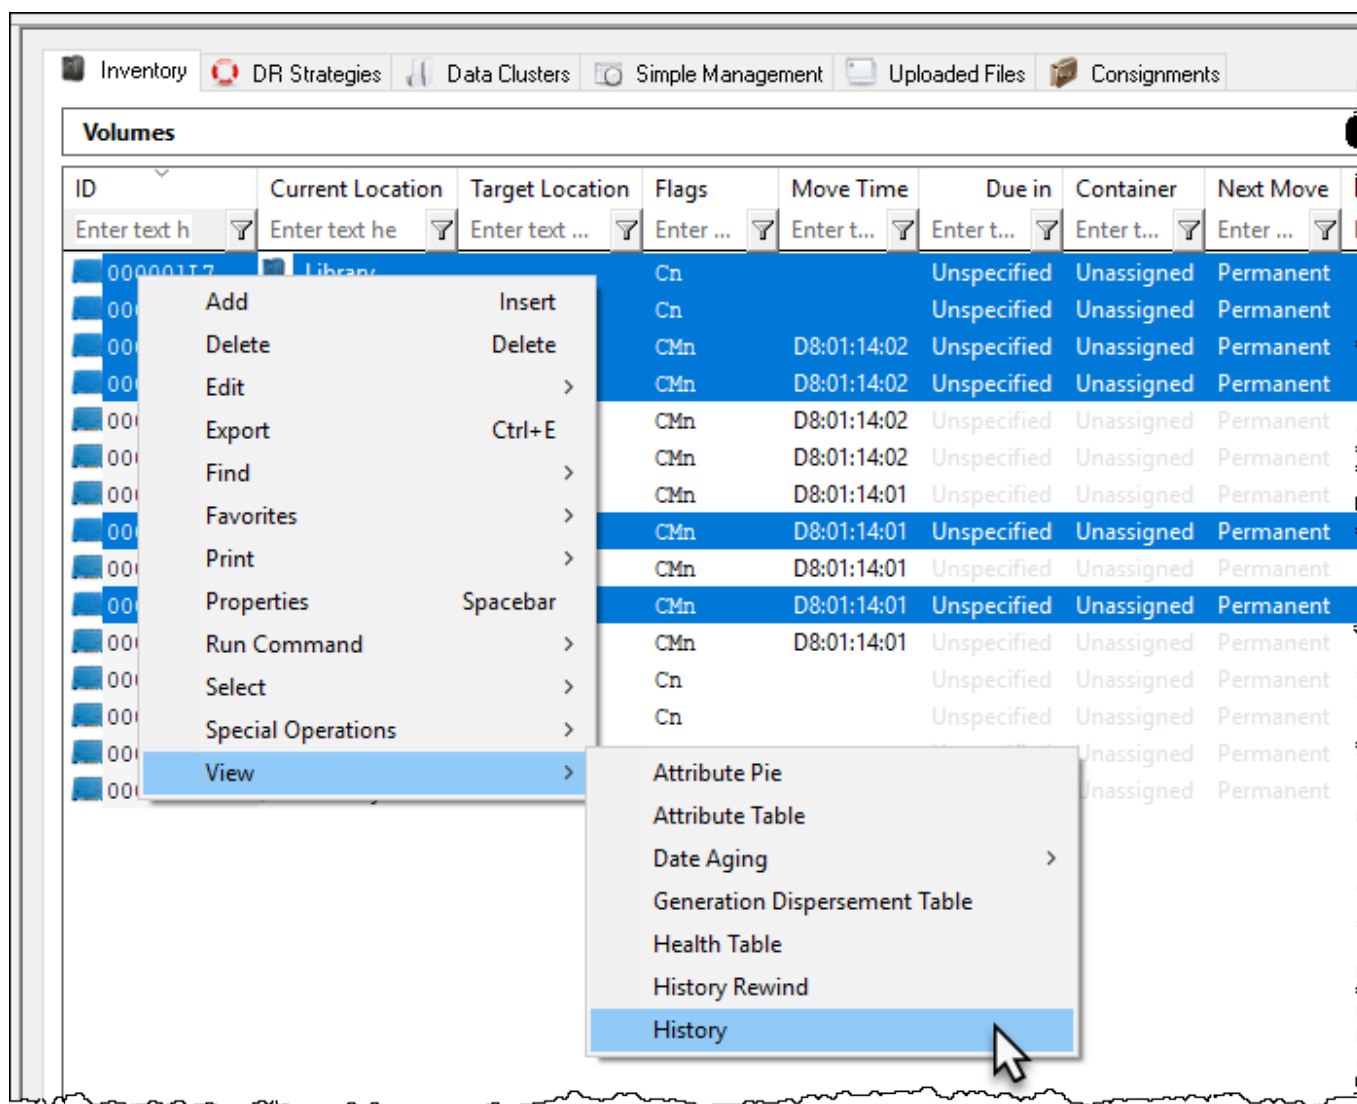 Inventory DR Strategies Data Clusters Simple Management Uploaded Files Consignments
Volumes
ID Current Location Target Location Flags Move Time Due in Container Next Move
Enter text h Enter text he Enter text ... Enter ... Enter t... Enter t... Enter t... Enter ...
Library Cn Unspecified Unassigned Permanent
Add Insert Cn Unspecified Unassigned Permanent
Delete Delete CMn D8:01:14:02 Unspecified Unassigned Permanent
Edit CMn D8:01:14:02 Unspecified Unassigned Permanent
Export Ctrl+E CMn D8:01:14:02 Unspecified Unassigned Permanent
Find CMn D8:01:14:02 Unspecified Unassigned Permanent
Favorites CMn D8:01:14:01 Unspecified Unassigned Permanent
Print CMn D8:01:14:01 Unspecified Unassigned Permanent
CMn D8:01:14:01 Unspecified Unassigned Permanent
Properties Spacebar CMn D8:01:14:01 Unspecified Unassigned Permanent
Run Command CMn D8:01:14:01 Unspecified Unassigned Permanent
Select Cn Unspecified Unassigned Permanent
Special Operations Cn Unspecified Unassigned Permanent
View Unassigned Permanent
Unassigned Permanent
Attribute Pie
Attribute Table
Date Aging
Generation Dispersement Table
Health Table
History Rewind
History